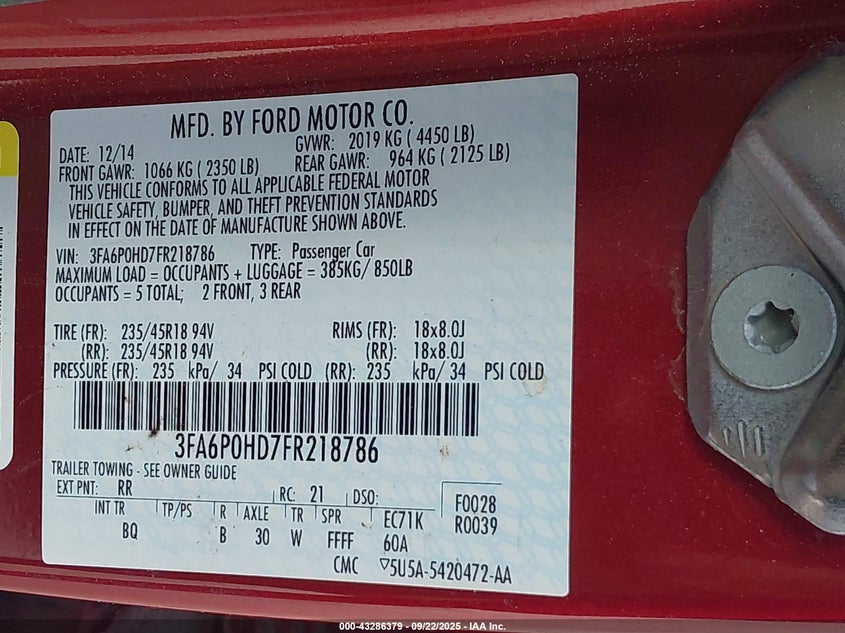 MFD. BY FORD MOTOR CO.
DATE: 12/14 GVWR: 2019 KG ( 4450 LB)
FRONT GAWR: 1066 KG ( 2350 LB) REAR GAWR: 964 KG ( 2125 LB)
THIS VEHICLE CONFORMS TO ALL APPLICABLE FEDERAL MOTOR
VEHICLE SAFETY, BUMPER, AND THEFT PREVENTION STANDARDS
IN EFFECT ON THE DATE OF MANUFACTURE SHOWN ABOVE.
VIN: 3FA6P0HD7FR218786 TYPE: Passenger Car
MAXIMUM LOAD = OCCUPANTS + LUGGAGE = 385KG/ 850LB
OCCUPANTS = 5 TOTAL; 2 FRONT, 3 REAR
TIRE (FR): 235/45R18 94V RIMS (FR): 18x8.0J
(RR): 235/45R18 94V (RR): 18x8.0J
PRESSURE (FR): 235 kPa/ 34 PSI COLD (RR): 235 kPa/ 34 PSI COLD
3FA6P0HD7FR218786
TRAILER TOWING - SEE OWNER GUIDE
EXT PNT: RR RC: 21 DSO: F0028
INT TR TP/PS R AXLE TR SPR EC71K R0039
BQ B 30 W FFFF 60A
CMC ▽5U5A-5420472-AA
000-43286379 - 09/22/2025 - IAA Inc.